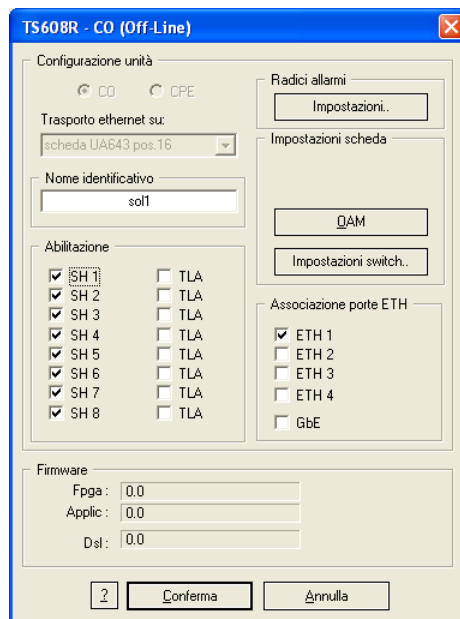 TS608R - CO (Off-Line)
Configurazione unità
CO CPE
Trasporto ethernet su:
scheda UA643 pos.16
Nome identificativo
sol1
Abilitazione
SH 1 TLA
SH 2 TLA
SH 3 TLA
SH 4 TLA
SH 5 TLA
SH 6 TLA
SH 7 TLA
SH 8 TLA
Radici allarmi
Impostazioni..
Impostazioni scheda
OAM
Impostazioni switch..
Associazione porte ETH
ETH 1
ETH 2
ETH 3
ETH 4
GbE
Firmware
Fpga : 0.0
Applic : 0.0
Dsl : 0.0
? Conferma Annulla